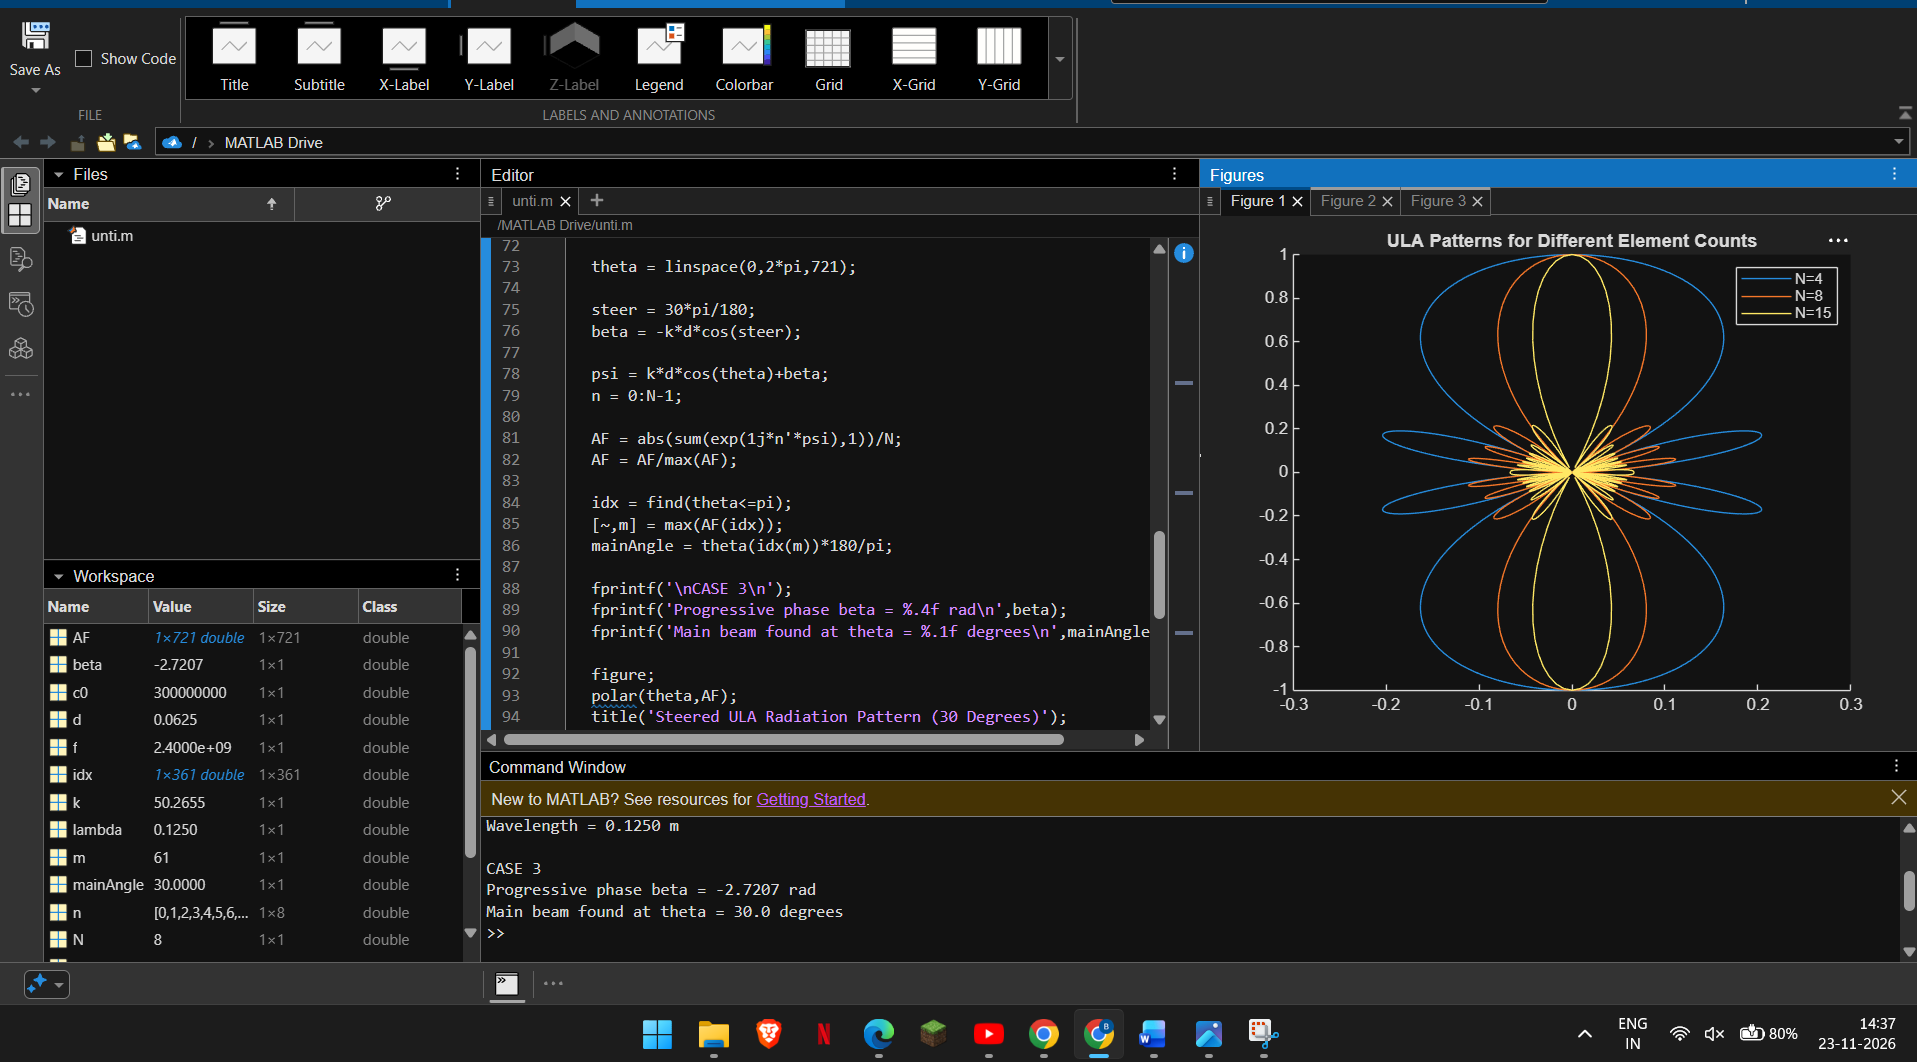 Save As
Show Code
FILE
Title
Subtitle
X-Label
Y-Label
Z-Label
Legend
Colorbar
Grid
X-Grid
Y-Grid
LABELS AND ANNOTATIONS
/ › MATLAB Drive
Files
Name
unti.m
Workspace
Name Value Size Class
AF 1×721 double 1×721 double
beta -2.7207 1×1 double
c0 300000000 1×1 double
d 0.0625 1×1 double
f 2.4000e+09 1×1 double
idx 1×361 double 1×361 double
k 50.2655 1×1 double
lambda 0.1250 1×1 double
m 61 1×1 double
mainAngle 30.0000 1×1 double
n [0,1,2,3,4,5,6,... 1×8 double
N 8 1×1 double
Editor
unti.m
/MATLAB Drive/unti.m
72
73 theta = linspace(0,2*pi,721);
74
75 steer = 30*pi/180;
76 beta = -k*d*cos(steer);
77
78 psi = k*d*cos(theta)+beta;
79 n = 0:N-1;
80
81 AF = abs(sum(exp(1j*n'*psi),1))/N;
82 AF = AF/max(AF);
83
84 idx = find(theta<=pi);
85 [~,m] = max(AF(idx));
86 mainAngle = theta(idx(m))*180/pi;
87
88 fprintf('\nCASE 3\n');
89 fprintf('Progressive phase beta = %.4f rad\n',beta);
90 fprintf('Main beam found at theta = %.1f degrees\n',mainAngle
91
92 figure;
93 polar(theta,AF);
94 title('Steered ULA Radiation Pattern (30 Degrees)');
Figures
Figure 1
Figure 2
Figure 3
ULA Patterns for Different Element Counts
N=4
N=8
N=15
1
0.8
0.6
0.4
0.2
0
-0.2
-0.4
-0.6
-0.8
-1
-0.3 -0.2 -0.1 0 0.1 0.2 0.3
Command Window
New to MATLAB? See resources for Getting Started.
Wavelength = 0.1250 m
CASE 3
Progressive phase beta = -2.7207 rad
Main beam found at theta = 30.0 degrees
>>
ENG
IN
80%
14:37
23-11-2026